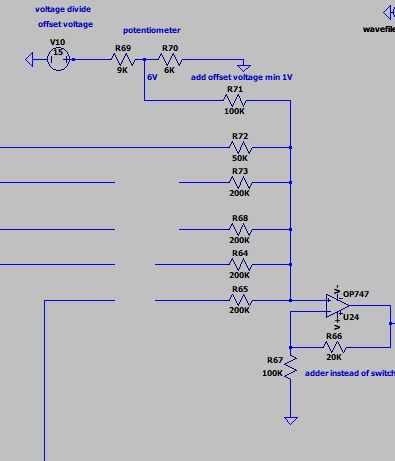 voltage divide
offset voltage
potentiometer
wavefile
V10
15
R69
9K
R70
6K
6V
add offset voltage min 1V
R71
100K
R72
50K
R73
200K
R68
200K
R64
200K
R65
200K
V-
OP747
U24
V+
R66
20K
R67
100K
adder instead of switch